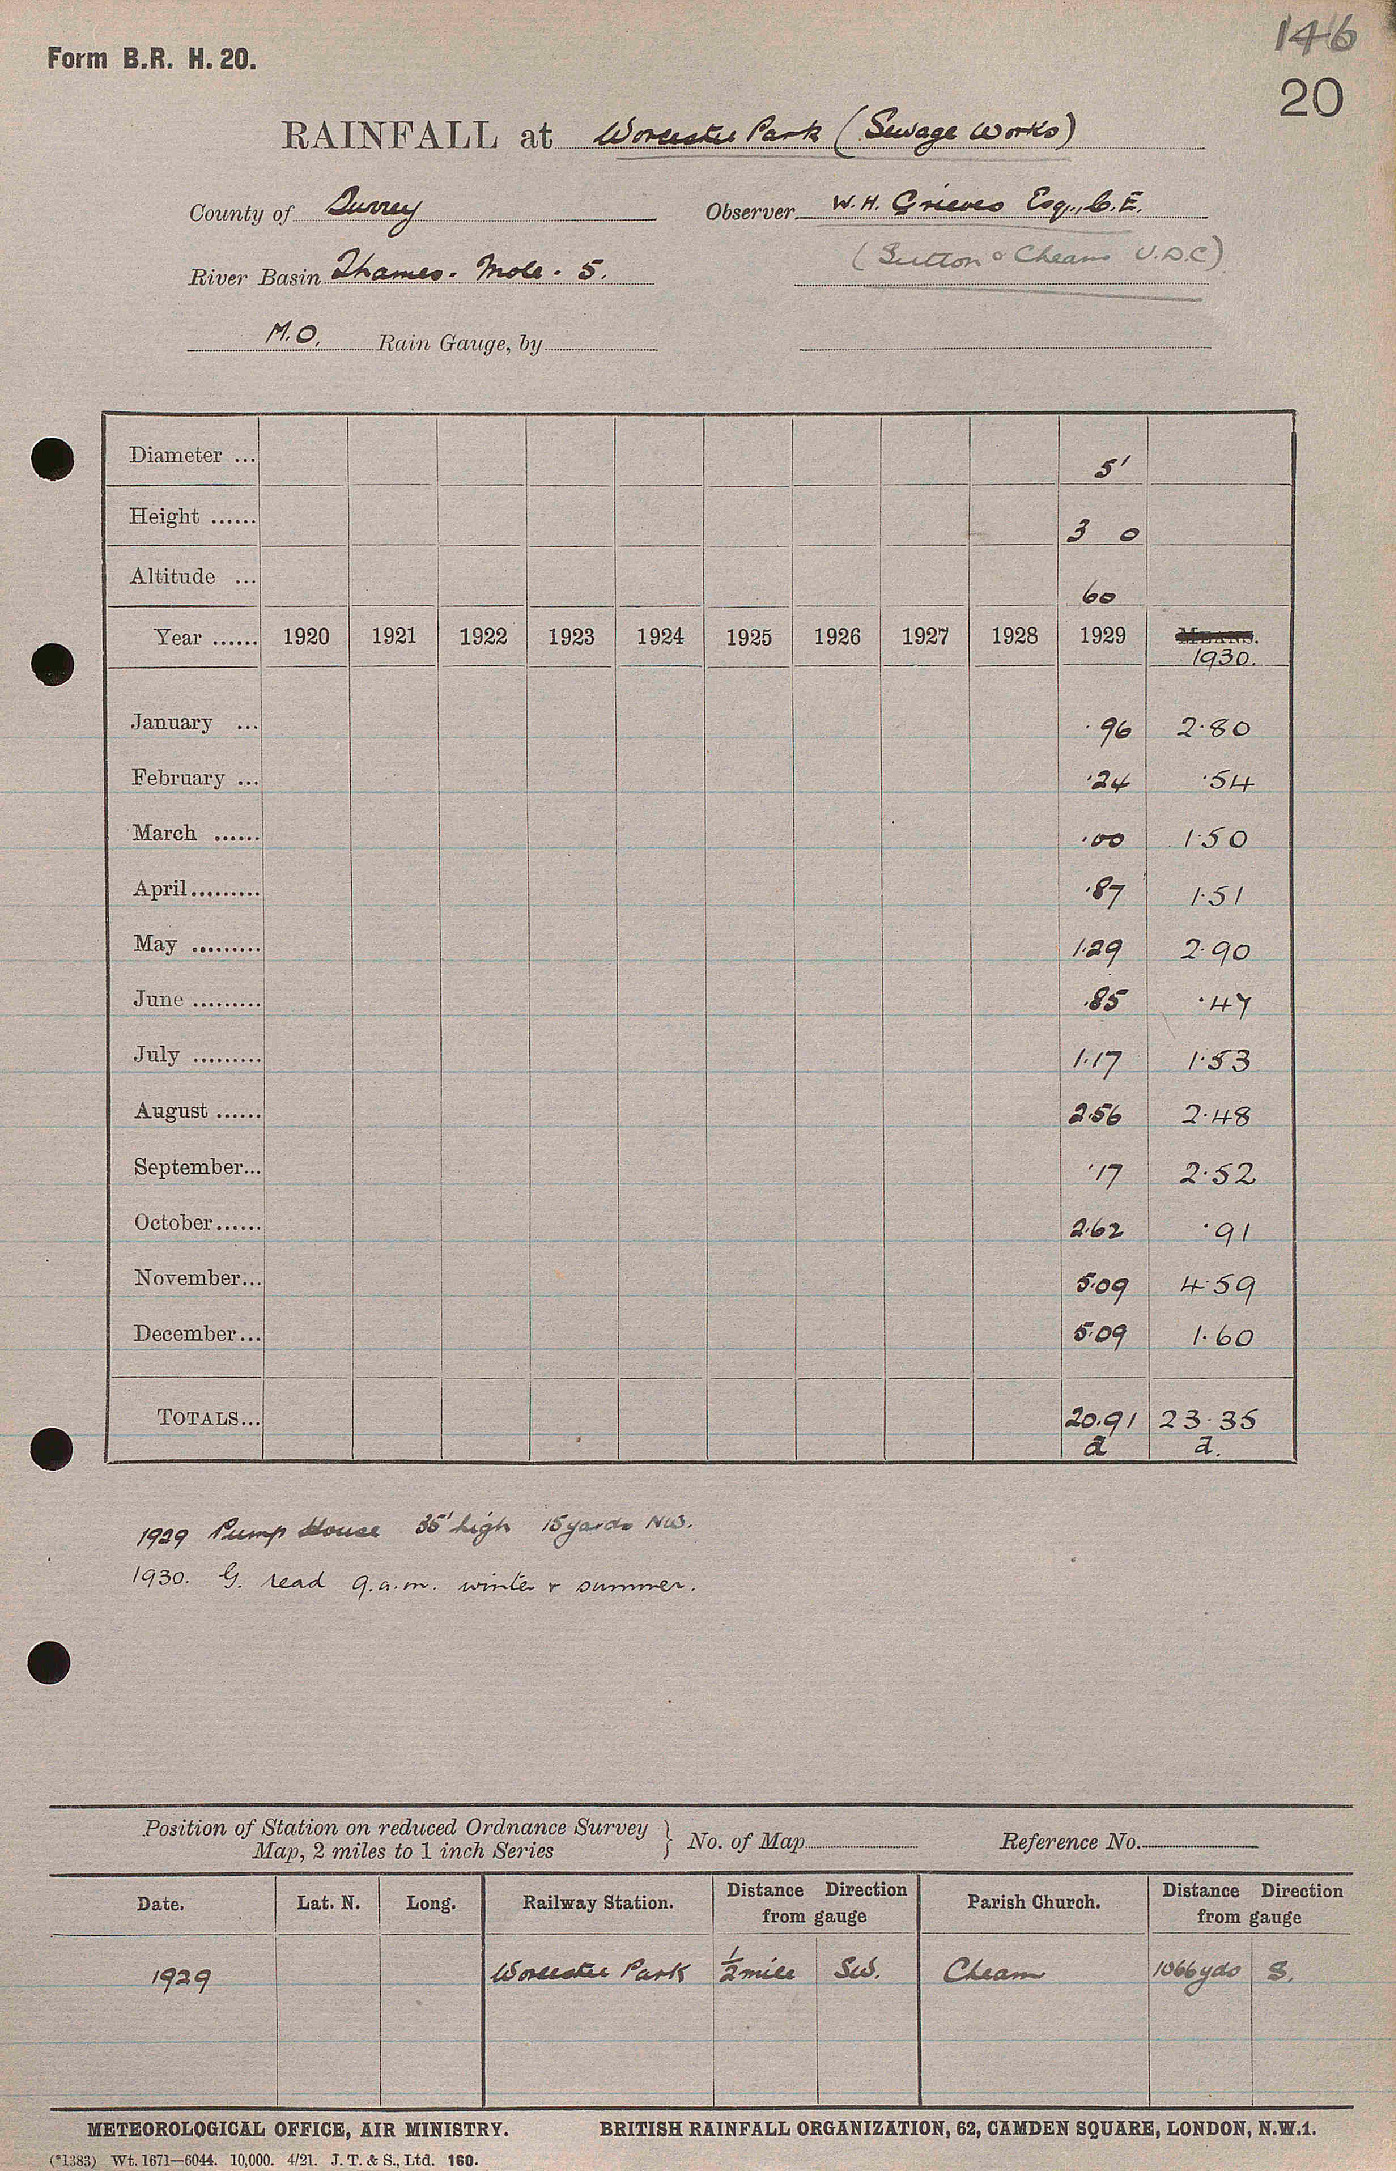 146
Form B.R. H. 20.
20
RAINFALL at Worcester Park (Sewage Works)
County of Surrey Observer W. H. Grieves Esq., C.E.
(Sutton & Cheam U.D.C)
River Basin Thames. Mole. 5.
M.O. Rain Gauge, by
Diameter ... 5'
Height ...... 3 0
Altitude ... 60
Year ...... 1920 1921 1922 1923 1924 1925 1926 1927 1928 1929 MEANS.
1930.
January ... .96 2.80
February ... .24 .54
March ...... .00 1.50
April......... .87 1.51
May ......... 1.29 2.90
June ......... .85 .47
July ......... 1.17 1.53
August ...... 2.56 2.48
September... .17 2.52
October...... 2.62 .91
November... 5.09 4.59
December... 5.09 1.60
TOTALS... 20.91 23.35
a a.
1929 Pump House 35' high 15 yards NW.
1930. G. read 9.a.m. winter & summer.
Position of Station on reduced Ordnance Survey
Map, 2 miles to 1 inch Series } No. of Map Reference No.
Date. Lat. N. Long. Railway Station. Distance Direction from gauge Parish Church. Distance Direction from gauge
1929 Worcester Park 1/2 mile SW. Cheam 1066 yds S.
METEOROLOGICAL OFFICE, AIR MINISTRY. BRITISH RAINFALL ORGANIZATION, 62, CAMDEN SQUARE, LONDON, N.W.1.
(*1383) Wt. 1671—6044. 10,000. 4/21. J. T. & S., Ltd. 160.